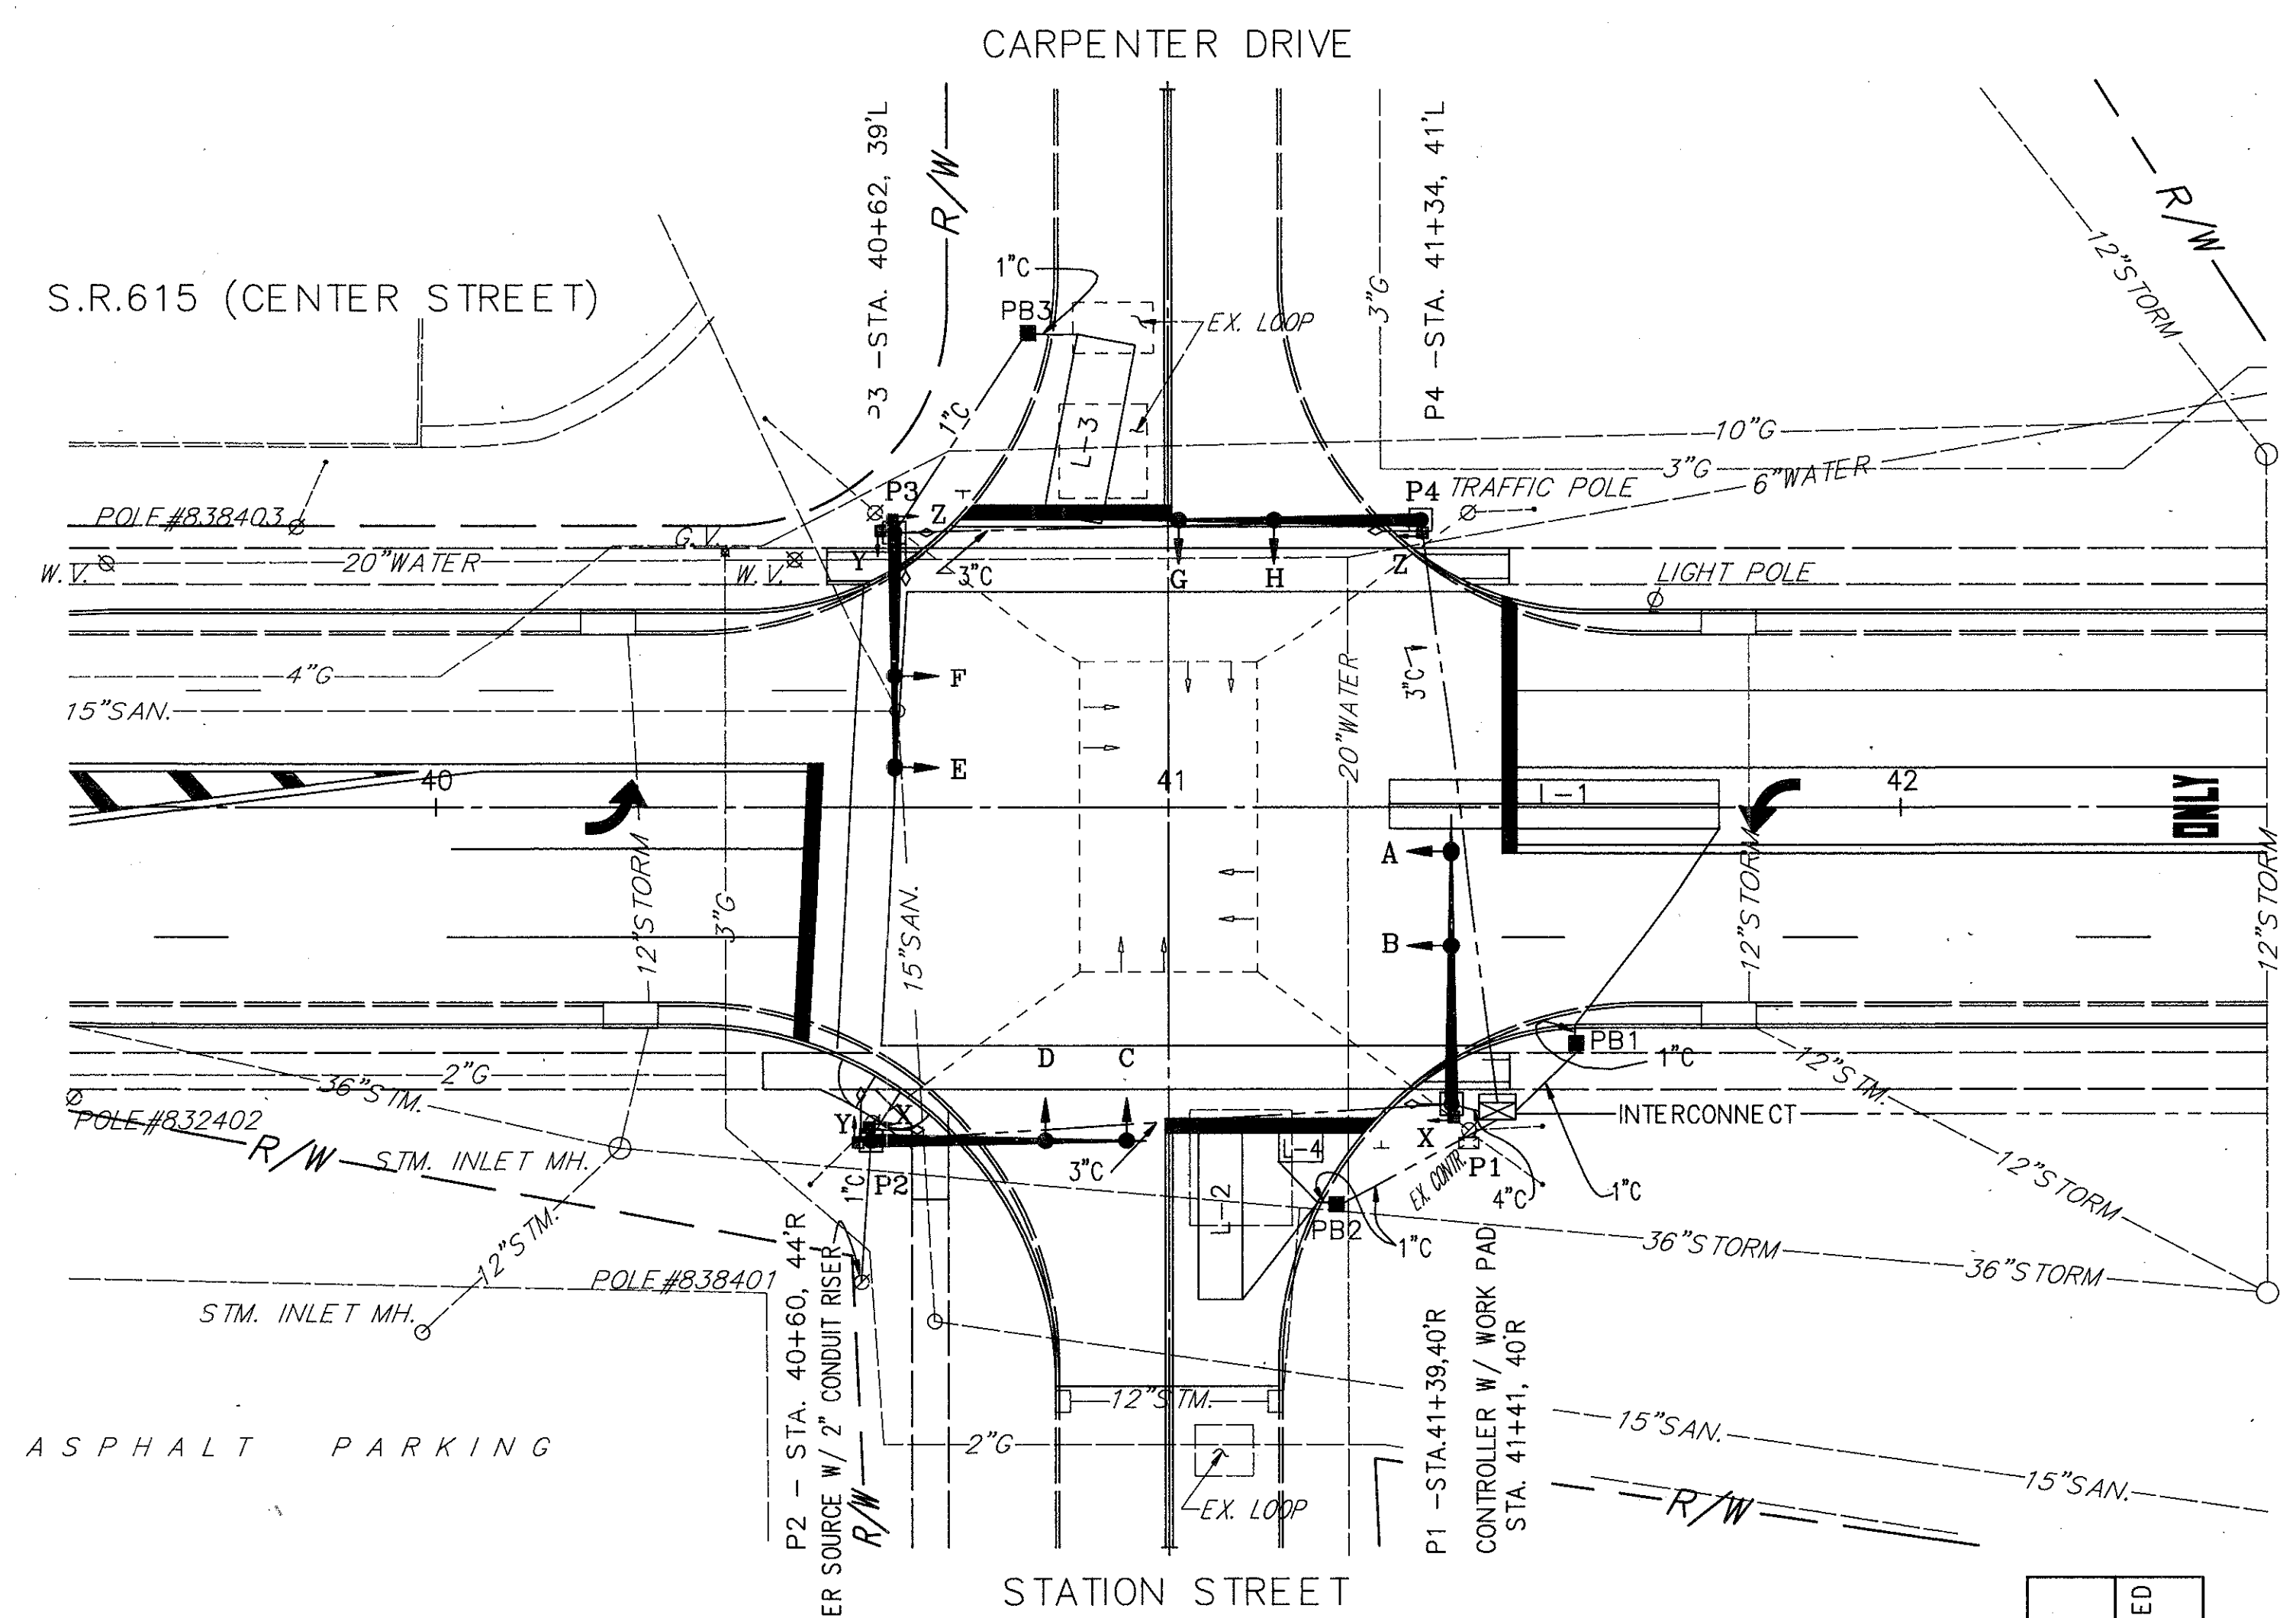 CARPENTER DRIVE
S.R.615 (CENTER STREET)
P3 -STA. 40+62, 39'L
R/W
P4 -STA. 41+34, 41'L
R/W
12"STORM
3"G
1"C
PB3
EX. LOOP
1"C
L-3
10"G
3"G
6"WATER
POLE #838403
P3
Z
P4
TRAFFIC POLE
G.V.
W.V.
20"WATER
W.V.
Y
3"C
G
H
Z
LIGHT POLE
4"G
F
15"SAN.
3"C
20"WATER
E
40
41
42
L-1
ONLY
A
B
12"STORM
3"G
15"SAN.
12"STORM
12"STORM
D
C
PB1
1"C
12"STM.
36"STM.
2"G
POLE #832402
Y
X
X
INTERCONNECT
R/W
STM. INLET MH.
1"C
P2
3"C
L-4
L-2
EX. CONTR.
P1
4"C
1"C
12"STORM
PB2
1"C
36"STORM
36"STORM
12"STM.
POLE #838401
STM. INLET MH.
P2 - STA. 40+60, 44'R
ER SOURCE W/ 2" CONDUIT RISER
R/W
P1 -STA.41+39,40'R
CONTROLLER W/ WORK PAD
STA. 41+41, 40'R
12"STM.
2"G
EX. LOOP
15"SAN.
15"SAN.
R/W
ASPHALT PARKING
STATION STREET
ED